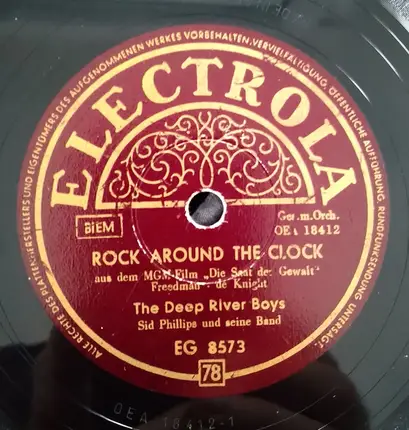 ALLE RECHTE DES PLATTENHERSTELLERS UND EIGENTÜMERS DES AUFGENOMMENEN WERKES VORBEHALTEN. VERVIELFÄLTIGUNG, ÖFFENTLICHE AUFFÜHRUNG, RUNDFUNKSENDUNG UNTERSAGT.
ELECTROLA
BIEM
Ger. m. Orch.
OEA 18412
ROCK AROUND THE CLOCK
aus dem MGM-Film „Die Saat der Gewalt"
Freedman - de Knight
The Deep River Boys
Sid Phillips und seine Band
EG 8573
78
OEA 18412-1